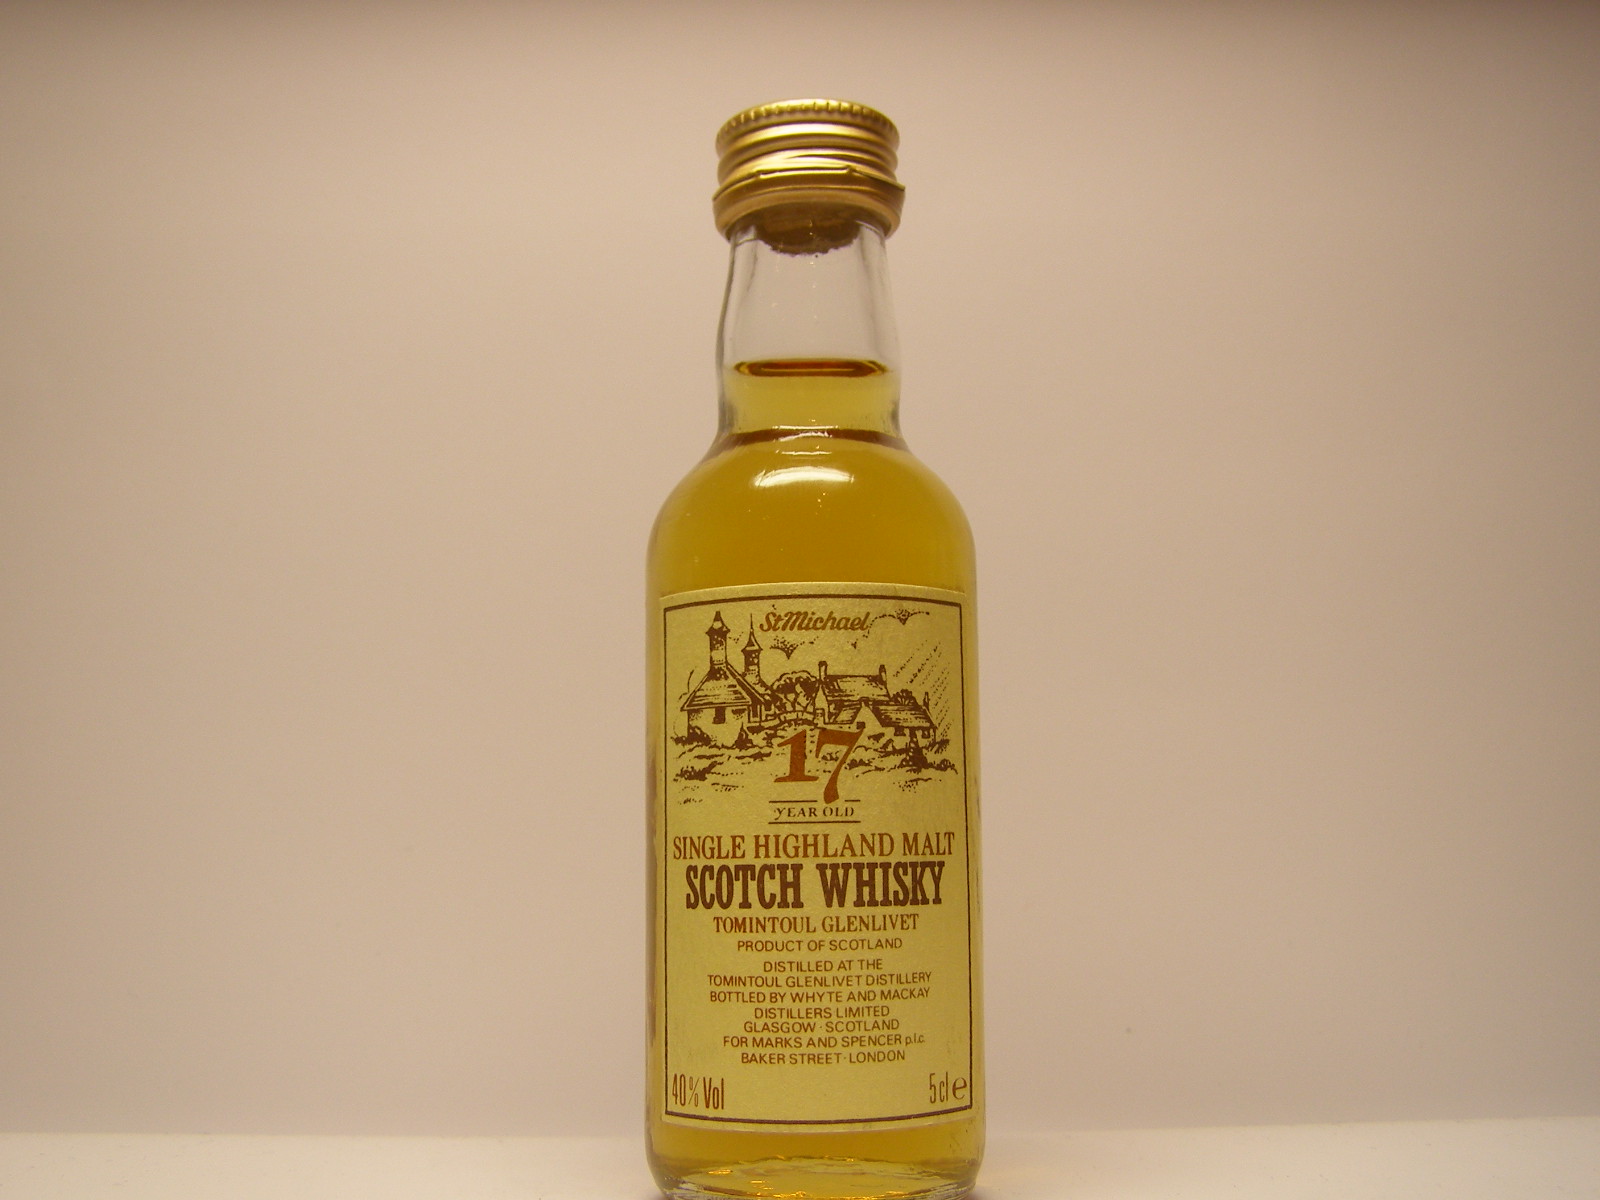 St Michael
17
YEAR OLD
SINGLE HIGHLAND MALT
SCOTCH WHISKY
TOMINTOUL GLENLIVET
PRODUCT OF SCOTLAND
DISTILLED AT THE
TOMINTOUL GLENLIVET DISTILLERY
BOTTLED BY WHYTE AND MACKAY
DISTILLERS LIMITED
GLASGOW · SCOTLAND
FOR MARKS AND SPENCER p.l.c.
BAKER STREET · LONDON
40% Vol 5cl e